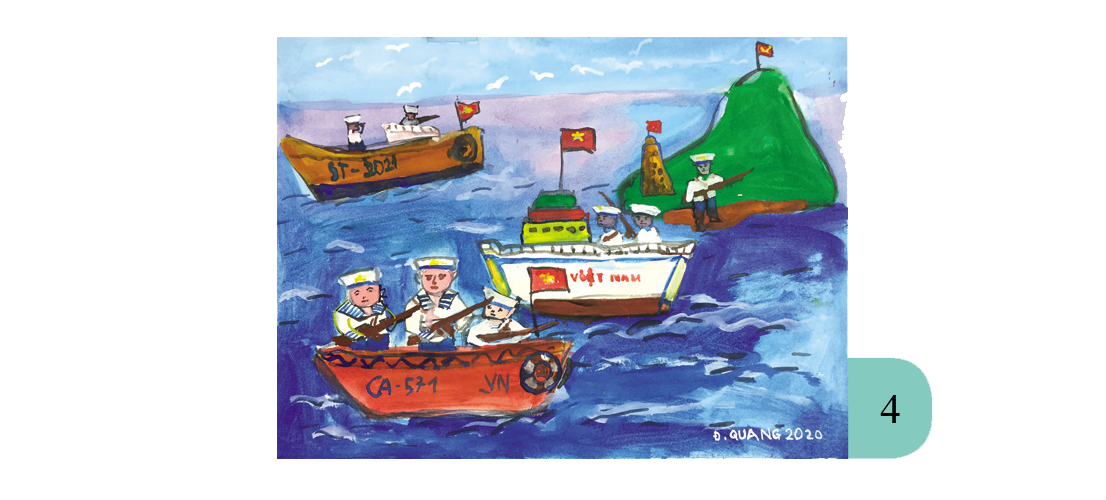 ST-2021
VIỆT NAM
CA-571 VN
Đ.QUANG 2020
4